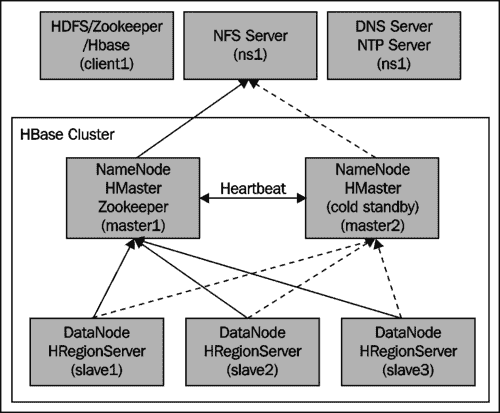 HDFS/Zookeeper
/Hbase
(client1)
NFS Server
(ns1)
DNS Server
NTP Server
(ns1)
HBase Cluster
NameNode
HMaster
Zookeeper
(master1)
Heartbeat
NameNode
HMaster
(cold standby)
(master2)
DataNode
HRegionServer
(slave1)
DataNode
HRegionServer
(slave2)
DataNode
HRegionServer
(slave3)